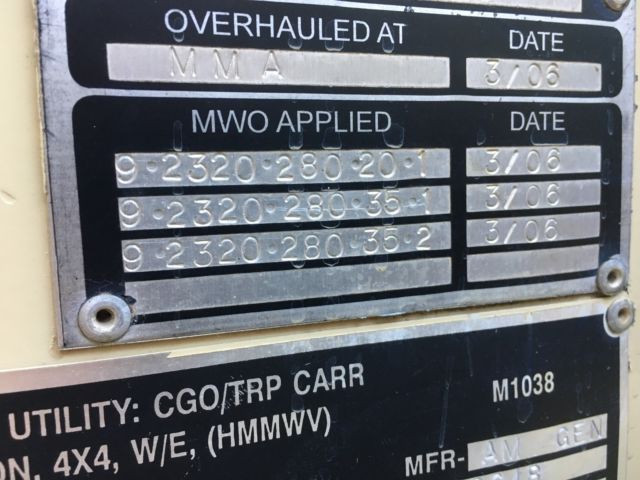 OVERHAULED AT DATE
MMA 3/06
MWO APPLIED DATE
9·2320·280·20·1 3/06
9·2320·280·35·1 3/06
9·2320·280·35·2 3/06
UTILITY: CGO/TRP CARR M1038
ON, 4X4, W/E, (HMMWV)
MFR- AM GEN